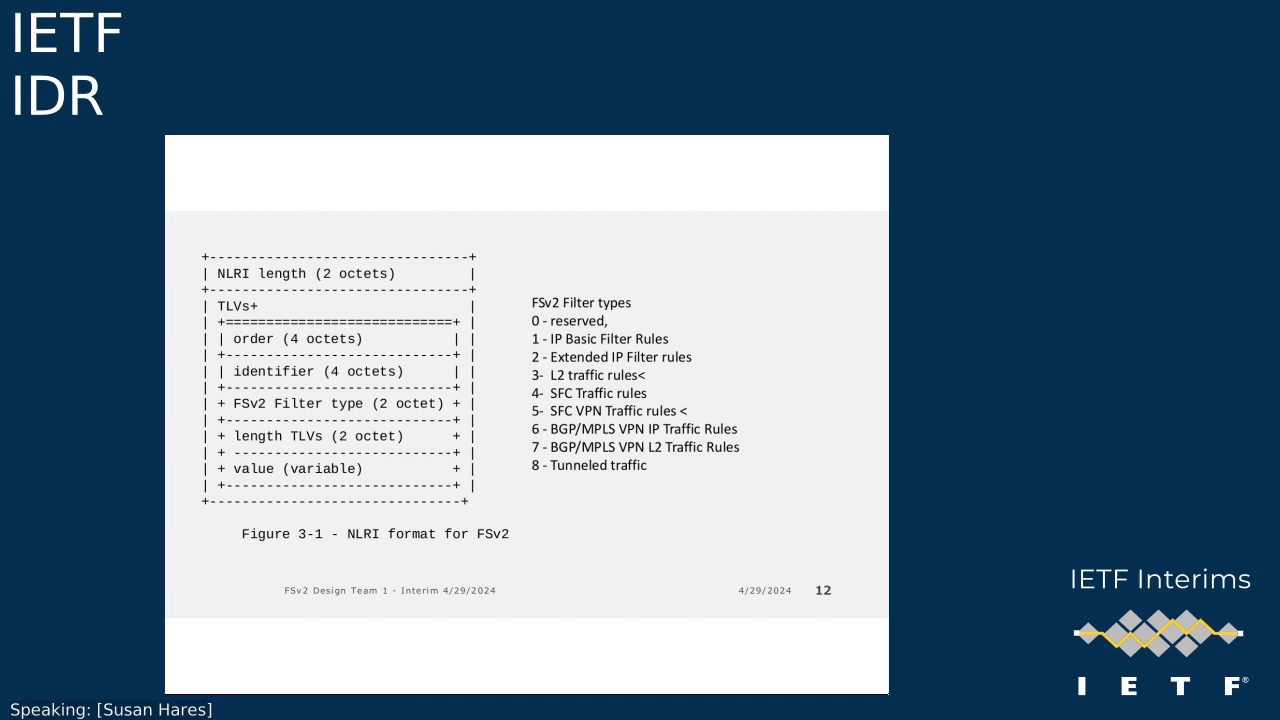 IETF
IDR
+--------------------------------+
| NLRI length (2 octets)         |
+--------------------------------+
| TLVs+                          |
| +============================+ |
| | order (4 octets)           | |
| +----------------------------+ |
| | identifier (4 octets)      | |
| +----------------------------+ |
| + FSv2 Filter type (2 octet) + |
| +----------------------------+ |
| + length TLVs (2 octet)      + |
| + ---------------------------+ |
| + value (variable)           + |
| +----------------------------+ |
+-------------------------------+
Figure 3-1 - NLRI format for FSv2
FSv2 Filter types
0 - reserved,
1 - IP Basic Filter Rules
2 - Extended IP Filter rules
3-  L2 traffic rules<
4-  SFC Traffic rules
5-  SFC VPN Traffic rules <
6 - BGP/MPLS VPN IP Traffic Rules
7 - BGP/MPLS VPN L2 Traffic Rules
8 - Tunneled traffic
FSv2 Design Team 1 - Interim 4/29/2024
4/29/2024
12
IETF Interims
I E T F®
Speaking: [Susan Hares]